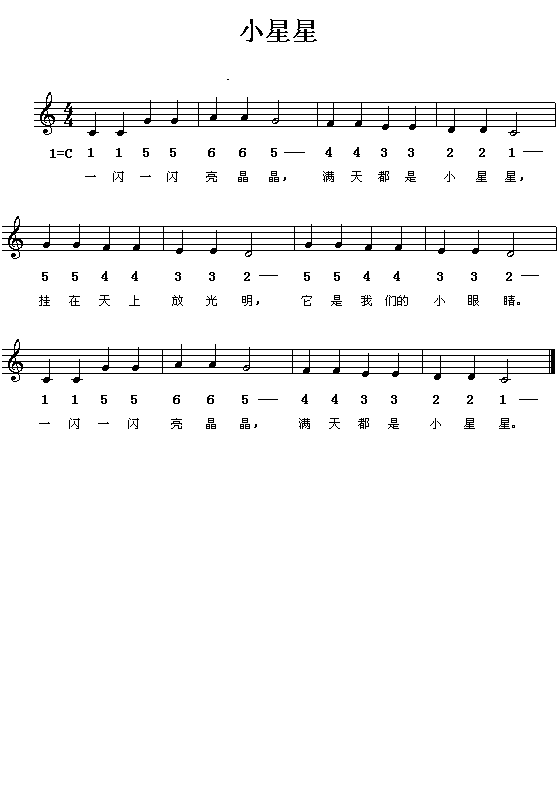 小星星
4
4
1=C 1 1 5 5 6 6 5 — 4 4 3 3 2 2 1 —
一 闪 一 闪 亮 晶 晶， 满 天 都 是 小 星 星，
5 5 4 4 3 3 2 — 5 5 4 4 3 3 2 —
挂 在 天 上 放 光 明， 它 是 我 们的 小 眼 睛。
1 1 5 5 6 6 5 — 4 4 3 3 2 2 1 —
一 闪 一 闪 亮 晶 晶， 满 天 都 是 小 星 星。